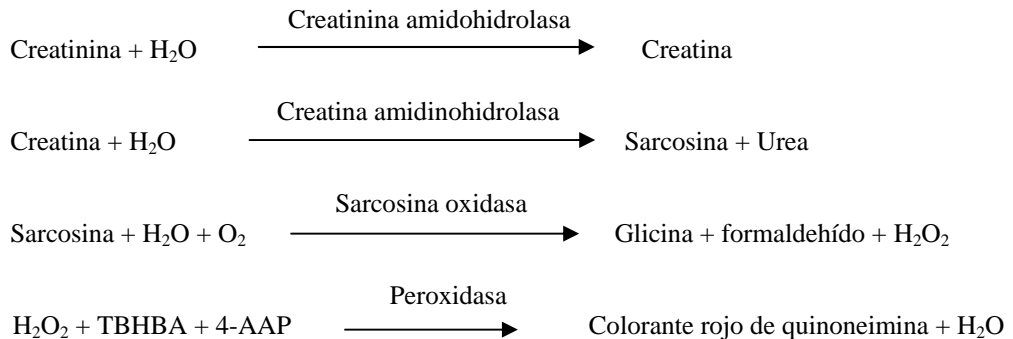 Creatinina amidohidrolasa
Creatinina + H₂O Creatina
Creatina amidinohidrolasa
Creatina + H₂O Sarcosina + Urea
Sarcosina oxidasa
Sarcosina + H₂O + O₂ Glicina + formaldehído + H₂O₂
Peroxidasa
H₂O₂ + TBHBA + 4-AAP Colorante rojo de quinoneimina + H₂O